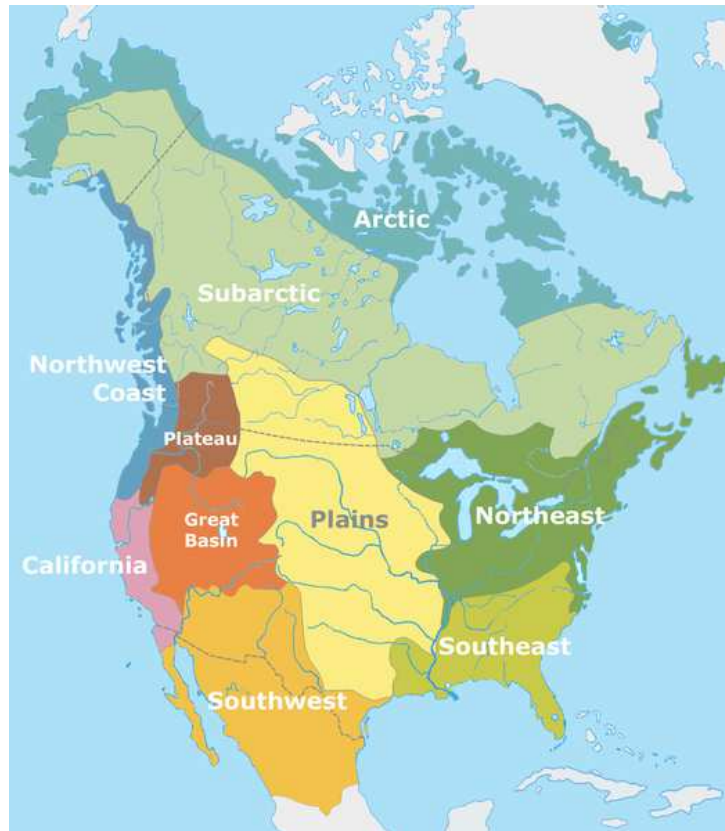 Arctic
Subarctic
Northwest
Coast
Plateau
Plains
Great
Basin
Northeast
California
Southeast
Southwest